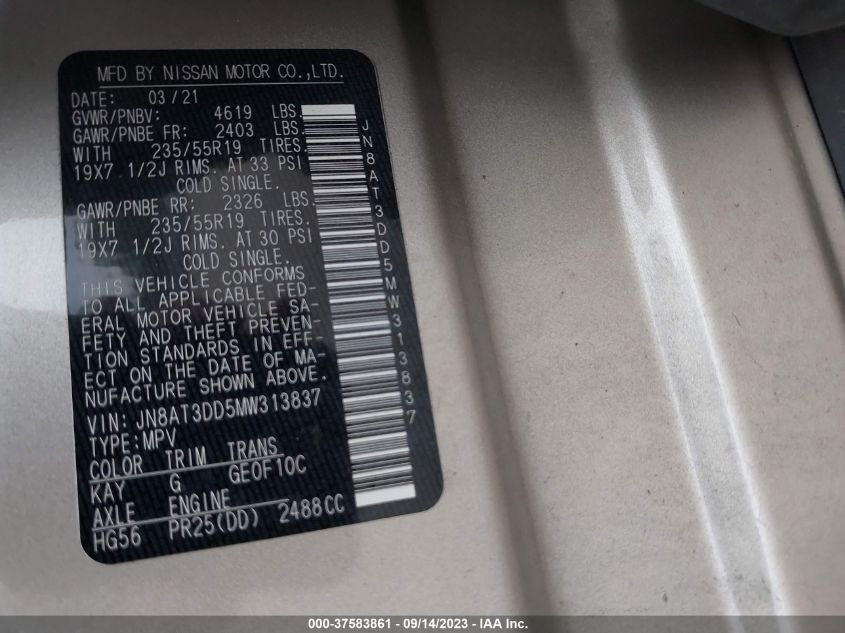 MFD BY NISSAN MOTOR CO.,LTD.
DATE: 03/21
GVWR/PNBV: 4619 LBS.
GAWR/PNBE FR: 2403 LBS.
WITH 235/55R19 TIRES.
19X7 1/2J RIMS. AT 33 PSI
COLD SINGLE.
GAWR/PNBE RR: 2326 LBS.
WITH 235/55R19 TIRES.
19X7 1/2J RIMS. AT 30 PSI
COLD SINGLE.
THIS VEHICLE CONFORMS
TO ALL APPLICABLE FED-
ERAL MOTOR VEHICLE SA-
FETY AND THEFT PREVEN-
TION STANDARDS IN EFF-
ECT ON THE DATE OF MA-
NUFACTURE SHOWN ABOVE.
VIN: JN8AT3DD5MW313837
TYPE:MPV
COLOR TRIM TRANS
KAY G GE0F10C
AXLE ENGINE
HG56 PR25(DD) 2488CC
JN8AT3DD5MW313837
000-37583861 - 09/14/2023 - IAA Inc.